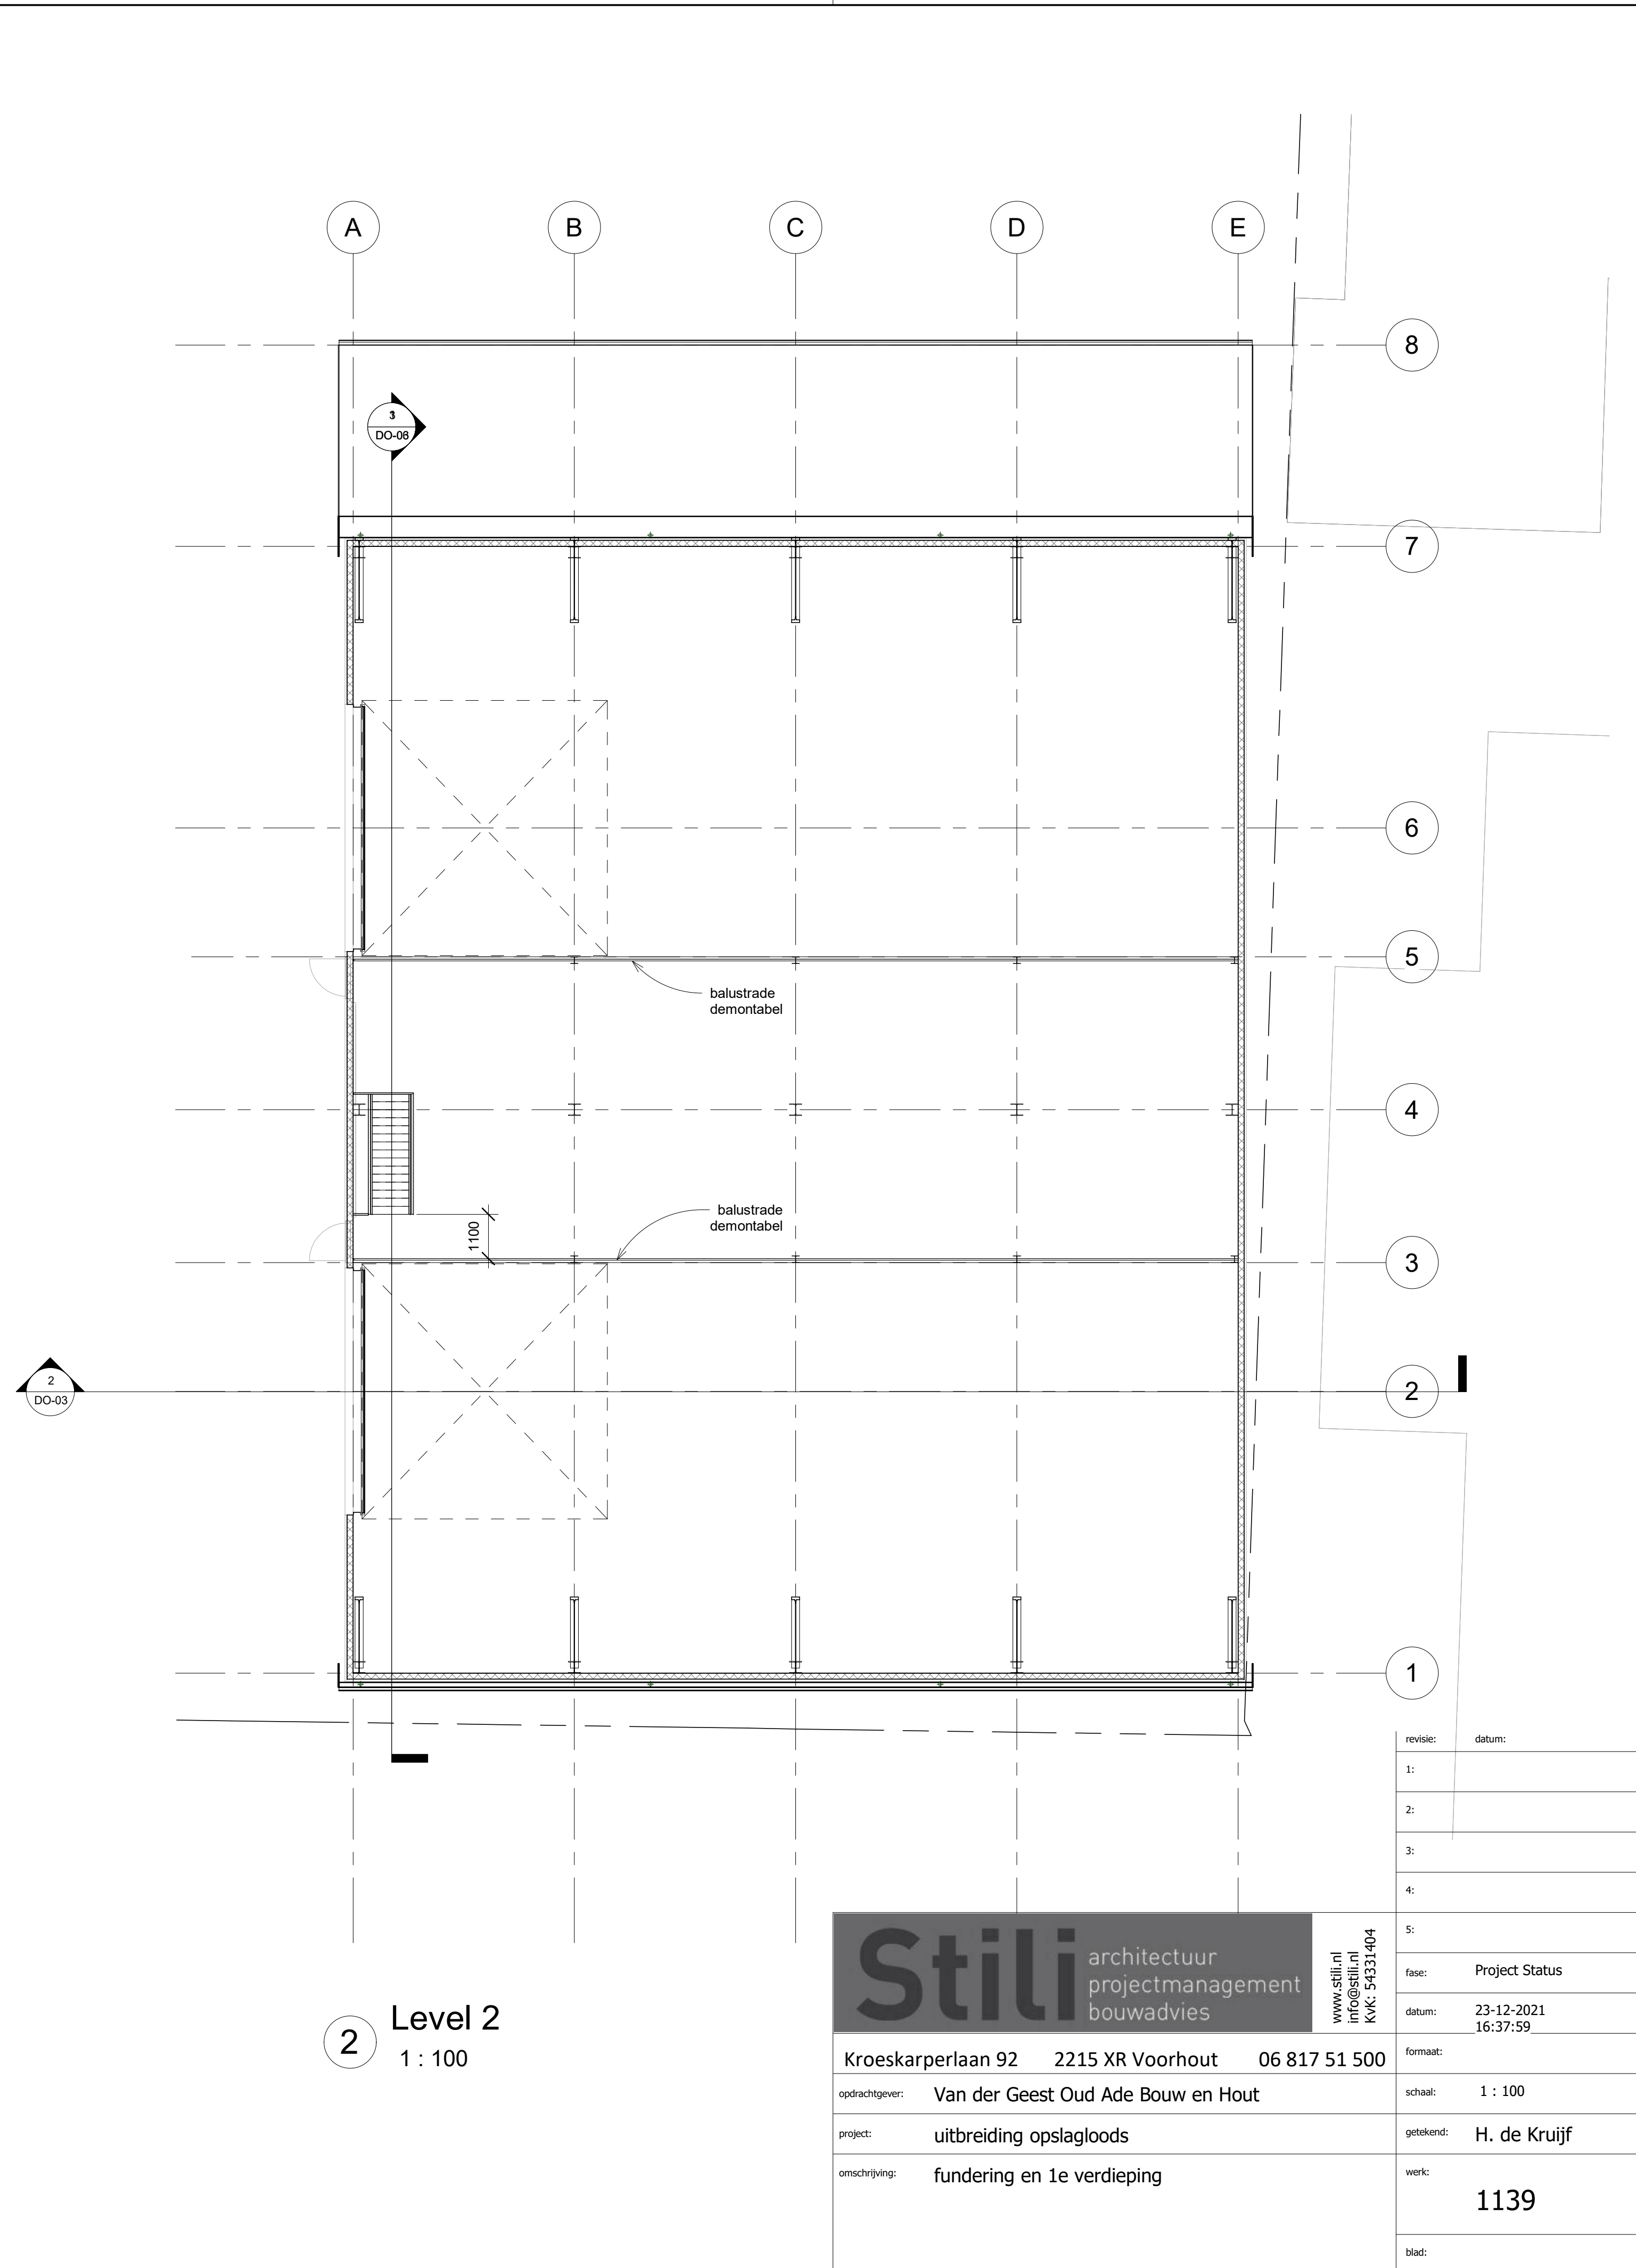 A B C D E
8
3
DO-06
7
6
5
balustrade
demontabel
4
1100
balustrade
demontabel
3
2
2
DO-03
1
2
Level 2
1 : 100
Stili
architectuur
projectmanagement
bouwadvies
www.stili.nl
info@stili.nl
KvK: 54331404
Kroeskarperlaan 92 2215 XR Voorhout 06 817 51 500
opdrachtgever: Van der Geest Oud Ade Bouw en Hout
project: uitbreiding opslagloods
omschrijving: fundering en 1e verdieping
revisie: datum:
1:
2:
3:
4:
5:
fase: Project Status
datum: 23-12-2021
16:37:59
formaat:
schaal: 1 : 100
getekend: H. de Kruijf
werk:
1139
blad: